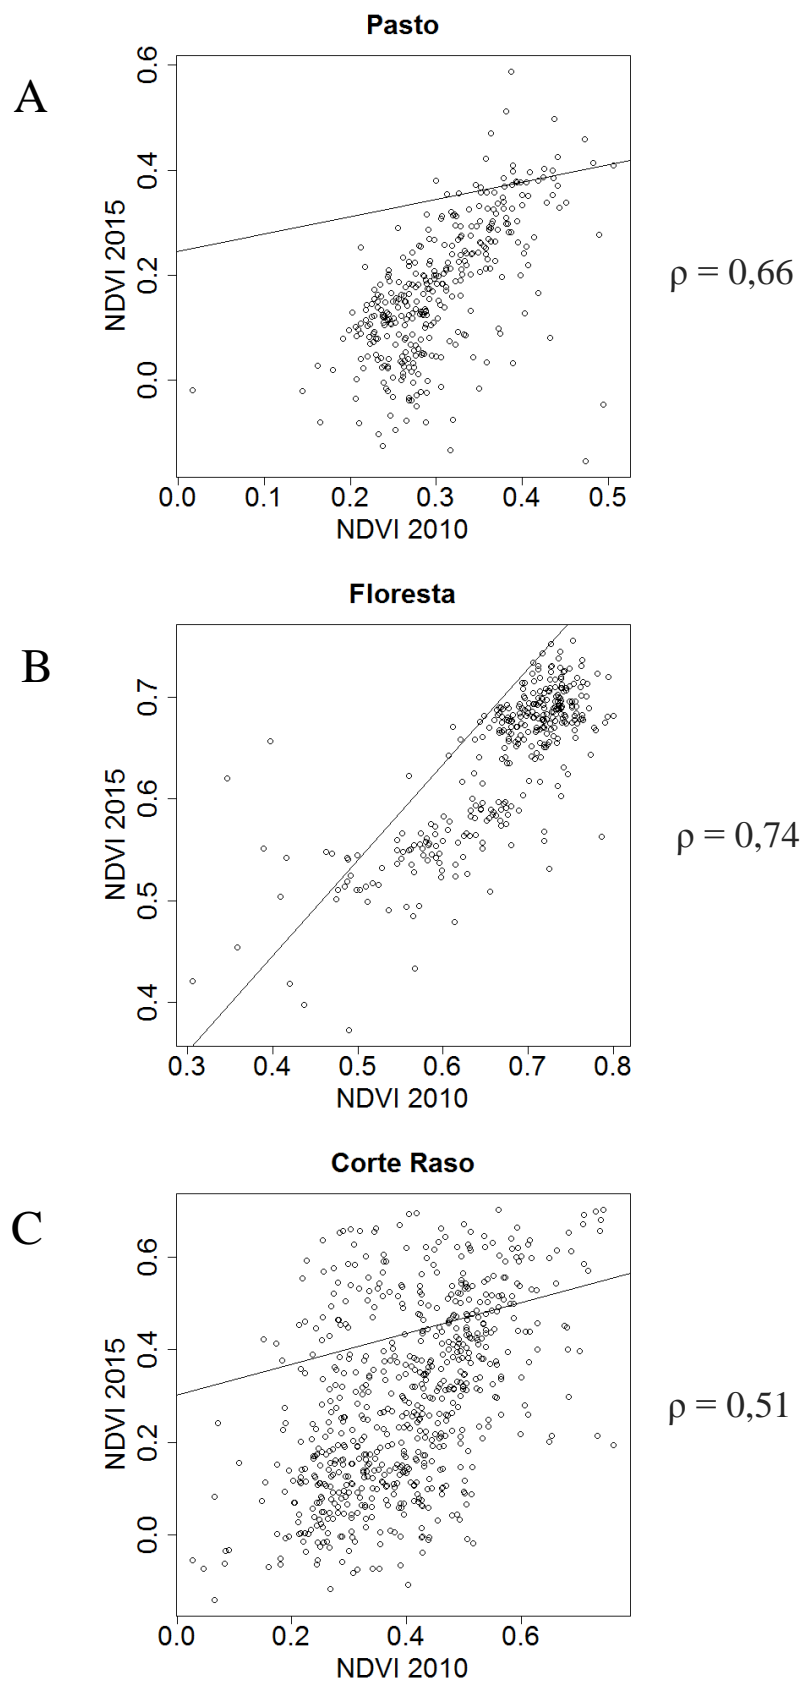 Pasto
A
0.6
0.4
0.2
0.0
NDVI 2015
0.0 0.1 0.2 0.3 0.4 0.5
NDVI 2010
ρ = 0,66
Floresta
B
0.7
0.6
0.5
0.4
NDVI 2015
0.3 0.4 0.5 0.6 0.7 0.8
NDVI 2010
ρ = 0,74
Corte Raso
C
0.6
0.4
0.2
0.0
NDVI 2015
0.0 0.2 0.4 0.6
NDVI 2010
ρ = 0,51